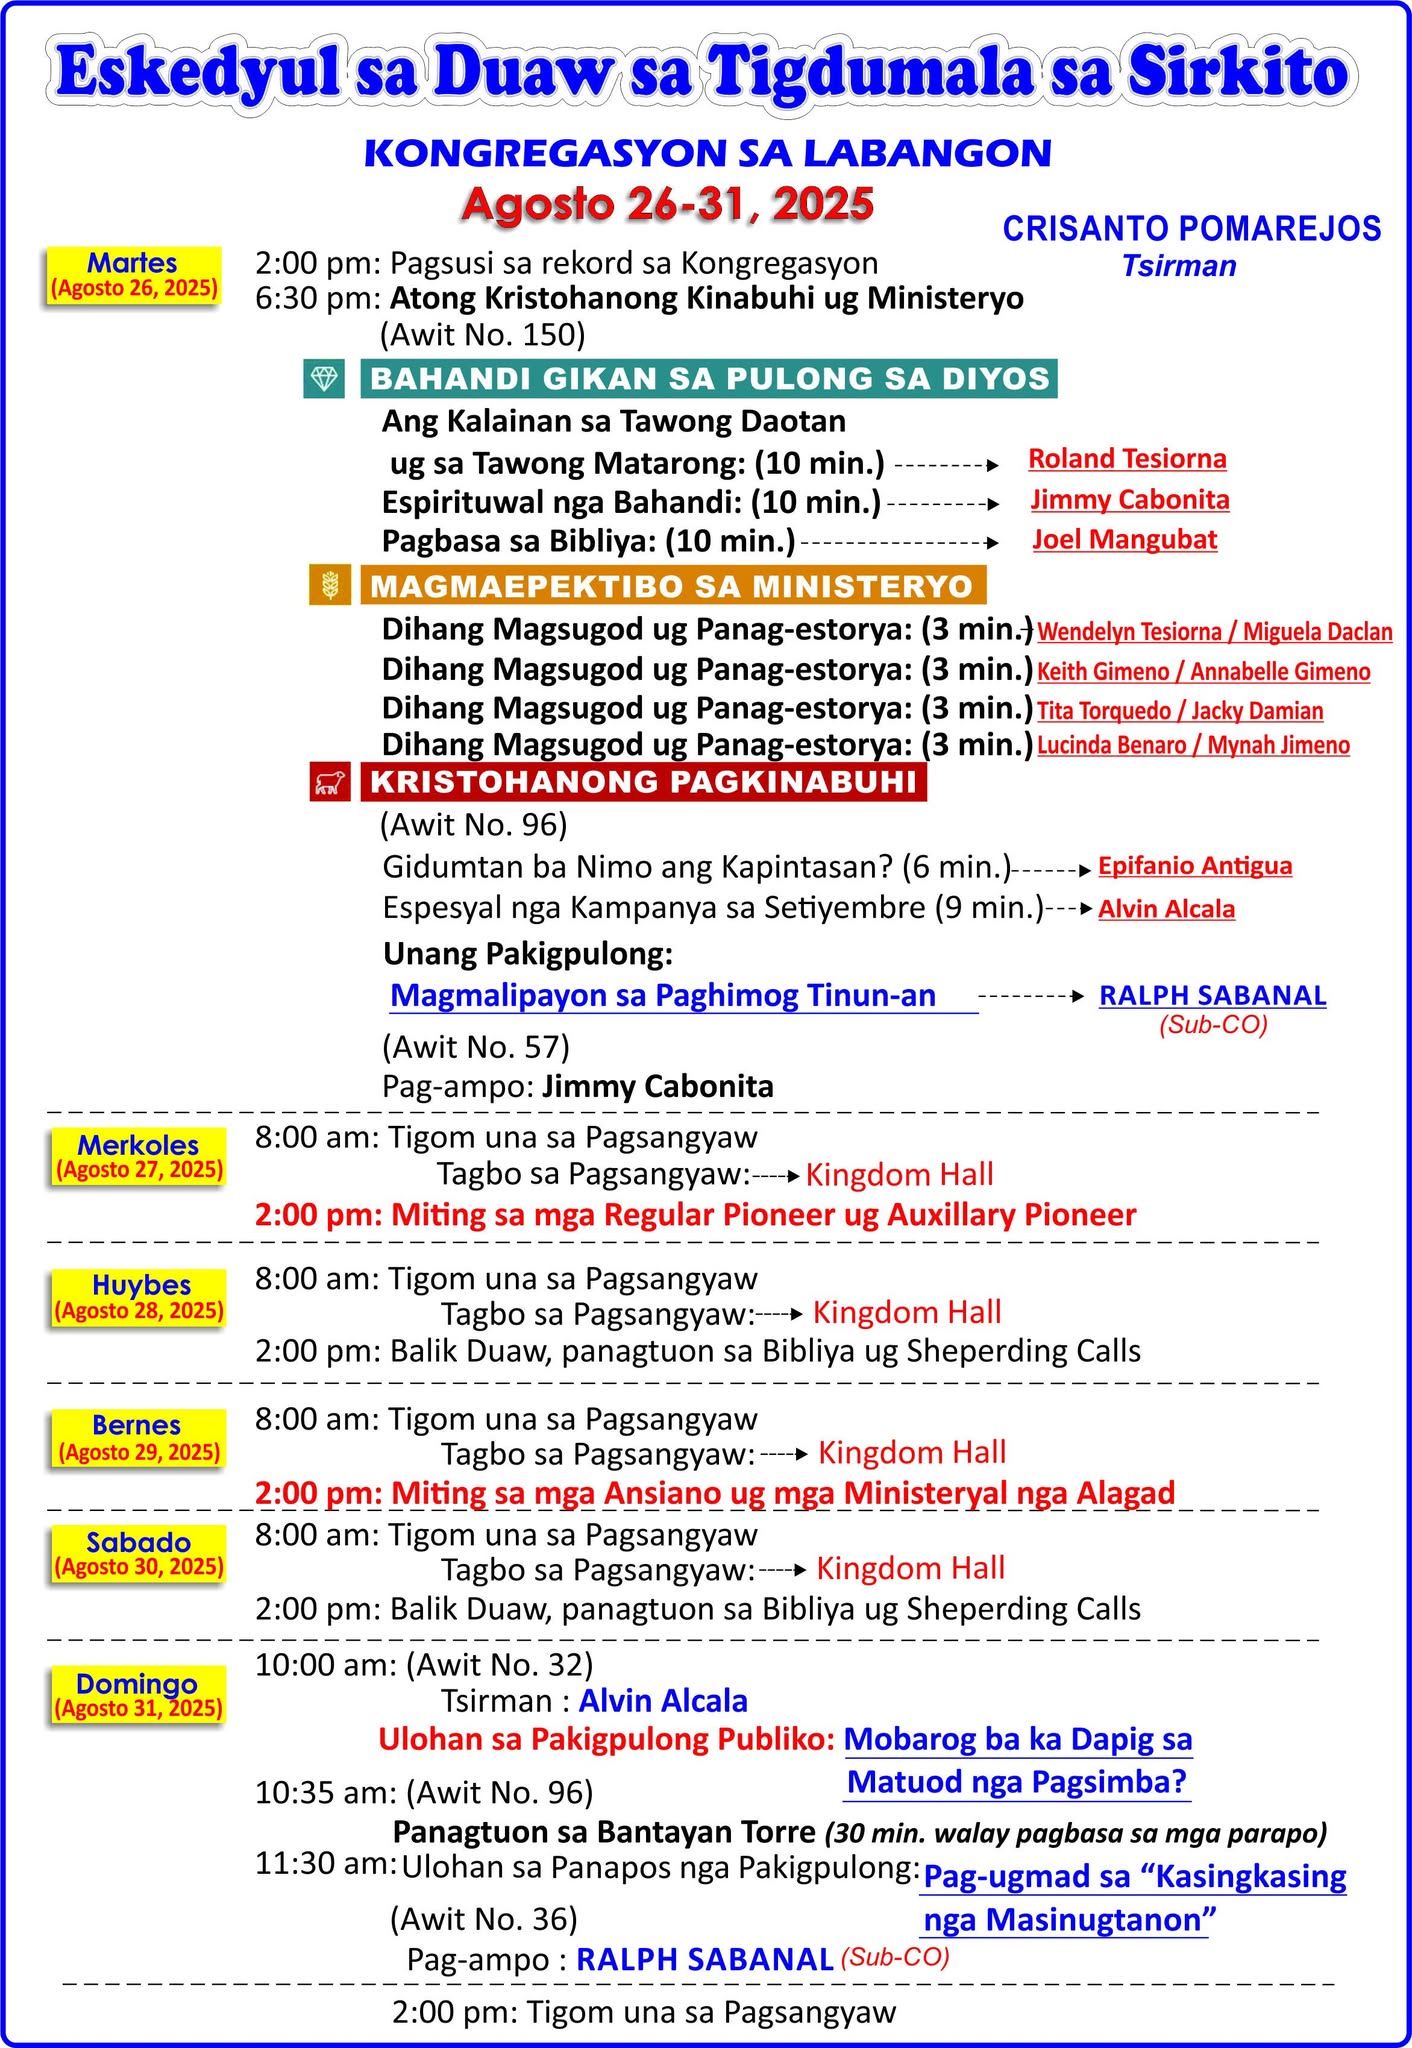 Eskedyul sa Duaw sa Tigdumala sa Sirkito
KONGREGASYON SA LABANGON
Agosto 26-31, 2025
CRISANTO POMAREJOS
Tsirman
Martes
(Agosto 26, 2025)
2:00 pm: Pagsusi sa rekord sa Kongregasyon
6:30 pm: Atong Kristohanong Kinabuhi ug Ministeryo
(Awit No. 150)
BAHANDI GIKAN SA PULONG SA DIYOS
Ang Kalainan sa Tawong Daotan
ug sa Tawong Matarong: (10 min.) Roland Tesiorna
Espirituwal nga Bahandi: (10 min.) Jimmy Cabonita
Pagbasa sa Bibliya: (10 min.) Joel Mangubat
MAGMAEPEKTIBO SA MINISTERYO
Dihang Magsugod ug Panag-estorya: (3 min.) Wendelyn Tesiorna / Miguela Daclan
Dihang Magsugod ug Panag-estorya: (3 min.) Keith Gimeno / Annabelle Gimeno
Dihang Magsugod ug Panag-estorya: (3 min.) Tita Torquedo / Jacky Damian
Dihang Magsugod ug Panag-estorya: (3 min.) Lucinda Benaro / Mynah Jimeno
KRISTOHANONG PAGKINABUHI
(Awit No. 96)
Gidumtan ba Nimo ang Kapintasan? (6 min.) Epifanio Antigua
Espesyal nga Kampanya sa Setiyembre (9 min.) Alvin Alcala
Unang Pakigpulong:
Magmalipayon sa Paghimog Tinun-an RALPH SABANAL
(Sub-CO)
(Awit No. 57)
Pag-ampo: Jimmy Cabonita
Merkoles
(Agosto 27, 2025)
8:00 am: Tigom una sa Pagsangyaw
Tagbo sa Pagsangyaw: Kingdom Hall
2:00 pm: Miting sa mga Regular Pioneer ug Auxillary Pioneer
Huybes
(Agosto 28, 2025)
8:00 am: Tigom una sa Pagsangyaw
Tagbo sa Pagsangyaw: Kingdom Hall
2:00 pm: Balik Duaw, panagtuon sa Bibliya ug Sheperding Calls
Bernes
(Agosto 29, 2025)
8:00 am: Tigom una sa Pagsangyaw
Tagbo sa Pagsangyaw: Kingdom Hall
2:00 pm: Miting sa mga Ansiano ug mga Ministeryal nga Alagad
Sabado
(Agosto 30, 2025)
8:00 am: Tigom una sa Pagsangyaw
Tagbo sa Pagsangyaw: Kingdom Hall
2:00 pm: Balik Duaw, panagtuon sa Bibliya ug Sheperding Calls
Domingo
(Agosto 31, 2025)
10:00 am: (Awit No. 32)
Tsirman : Alvin Alcala
Ulohan sa Pakigpulong Publiko: Mobarog ba ka Dapig sa
Matuod nga Pagsimba?
10:35 am: (Awit No. 96)
Panagtuon sa Bantayan Torre (30 min. walay pagbasa sa mga parapo)
11:30 am: Ulohan sa Panapos nga Pakigpulong: Pag-ugmad sa “Kasingkasing
nga Masinugtanon”
(Awit No. 36)
Pag-ampo : RALPH SABANAL (Sub-CO)
2:00 pm: Tigom una sa Pagsangyaw